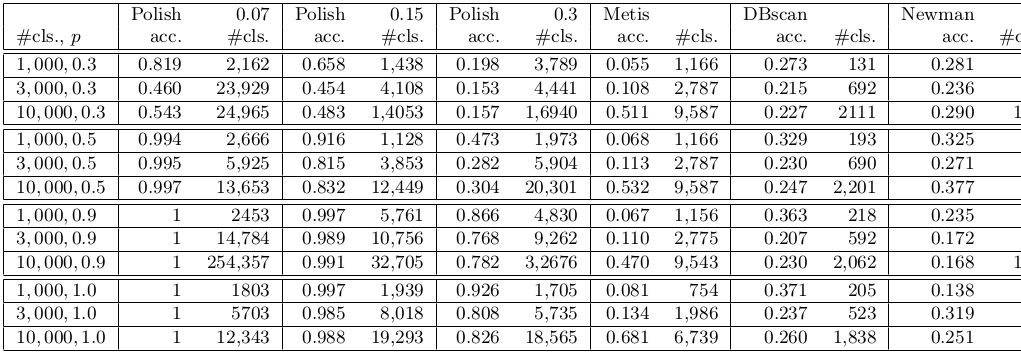 Polish 0.07 Polish 0.15 Polish 0.3 Metis DBscan Newman
#cls., p acc. #cls. acc. #cls. acc. #cls. acc. #cls. acc. #cls. acc.
1,000,0.3 0.819 2,162 0.658 1,438 0.198 3,789 0.055 1,166 0.273 131 0.281
3,000,0.3 0.460 23,929 0.454 4,108 0.153 4,441 0.108 2,787 0.215 692 0.236
10,000,0.3 0.543 24,965 0.483 1,4053 0.157 1,6940 0.511 9,587 0.227 2111 0.290 1
1,000,0.5 0.994 2,666 0.916 1,128 0.473 1,973 0.068 1,166 0.329 193 0.325
3,000,0.5 0.995 5,925 0.815 3,853 0.282 5,904 0.113 2,787 0.230 690 0.271
10,000,0.5 0.997 13,653 0.832 12,449 0.304 20,301 0.532 9,587 0.247 2,201 0.377
1,000,0.9 1 2453 0.997 5,761 0.866 4,830 0.067 1,156 0.363 218 0.235
3,000,0.9 1 14,784 0.989 10,756 0.768 9,262 0.110 2,775 0.207 592 0.172
10,000,0.9 1 254,357 0.991 32,705 0.782 3,2676 0.470 9,543 0.230 2,062 0.168 1
1,000,1.0 1 1803 0.997 1,939 0.926 1,705 0.081 754 0.371 205 0.138
3,000,1.0 1 5703 0.985 8,018 0.808 5,735 0.134 1,986 0.237 523 0.319
10,000,1.0 1 12,343 0.988 19,293 0.826 18,565 0.681 6,739 0.260 1,838 0.251